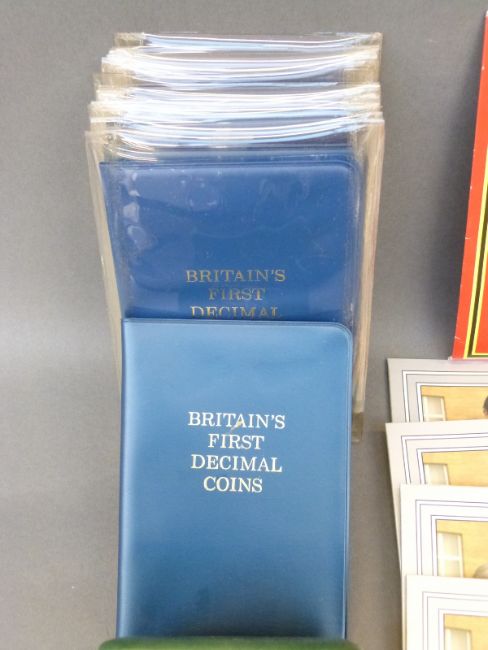 BRITAIN'S
FIRST
DECIMAL
BRITAIN'S
FIRST
DECIMAL
COINS